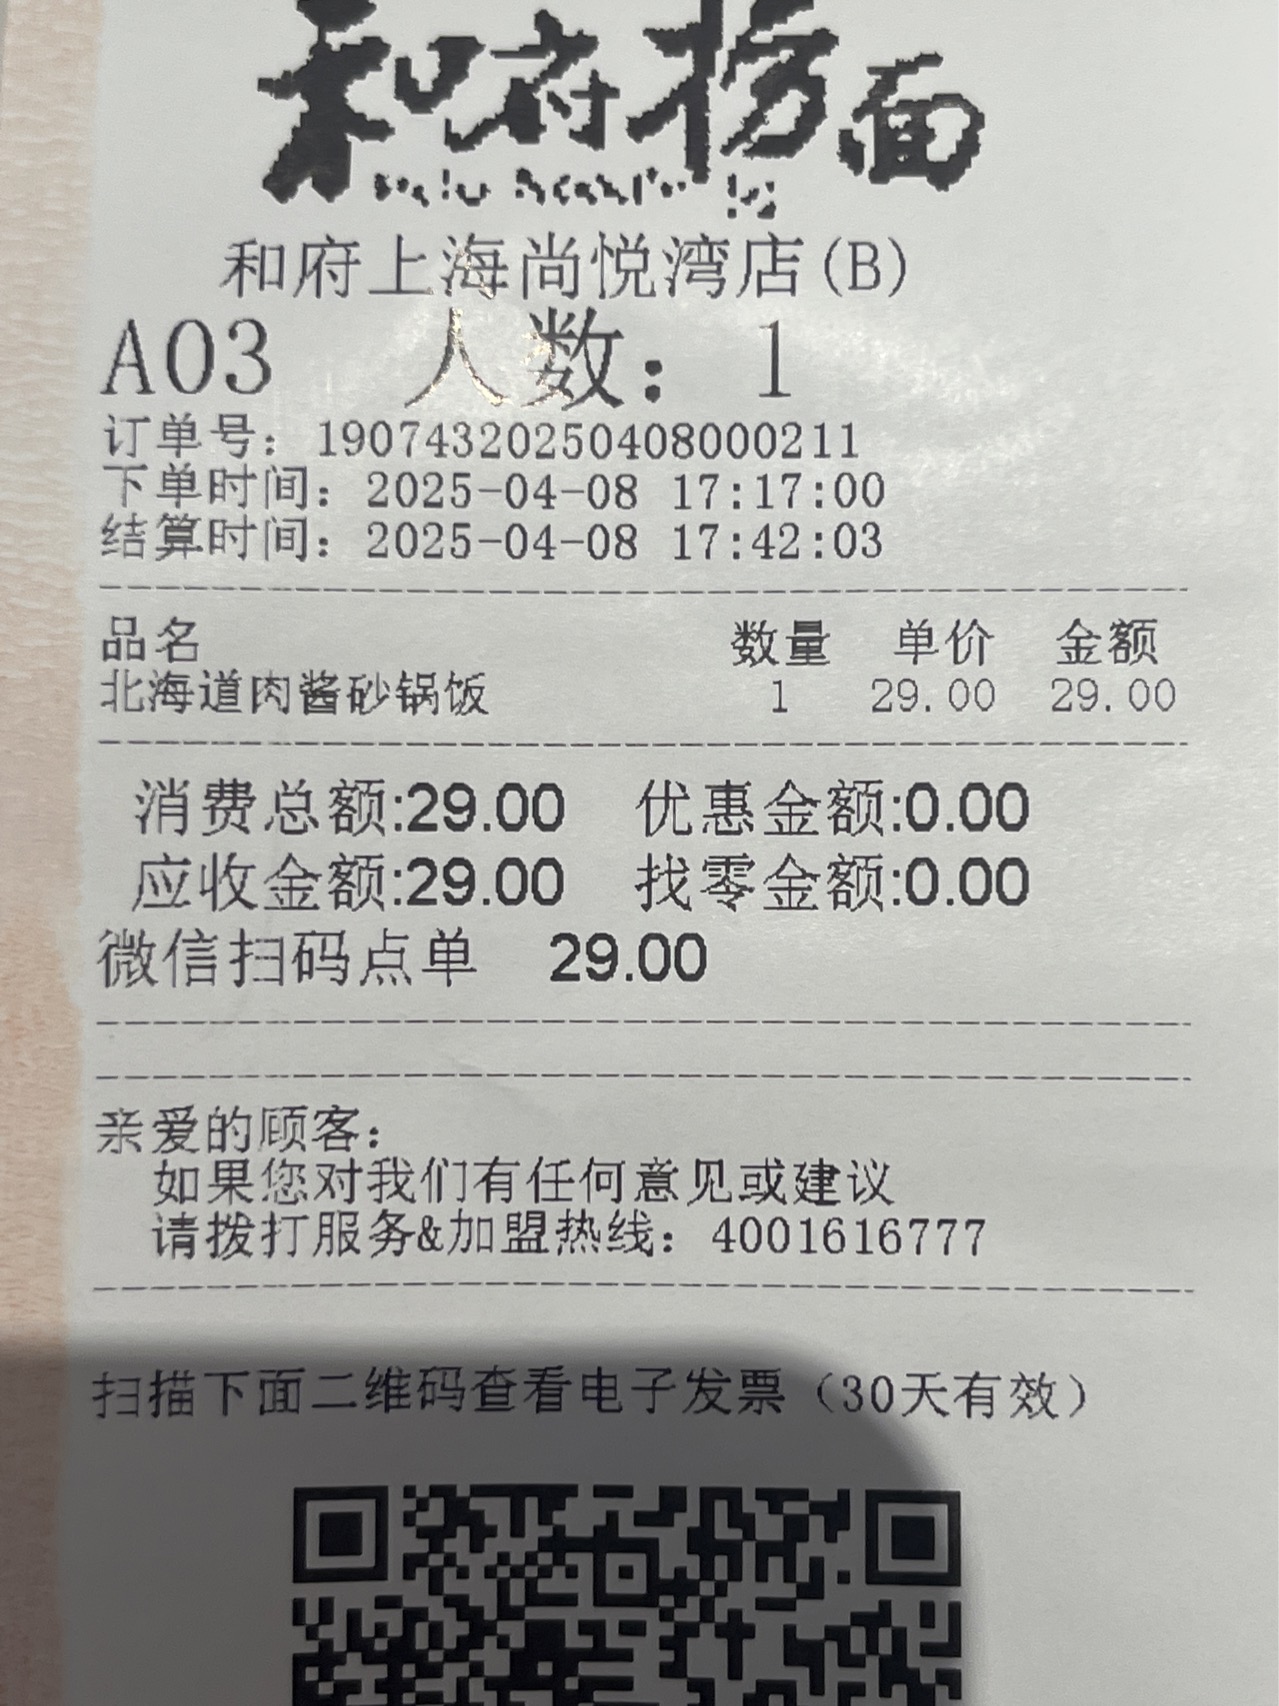 和府捞面
和府上海尚悦湾店(B)
A03 人数：1
订单号：19074320250408000211
下单时间：2025-04-08 17:17:00
结算时间：2025-04-08 17:42:03
品名 数量 单价 金额
北海道肉酱砂锅饭 1 29.00 29.00
消费总额:29.00 优惠金额:0.00
应收金额:29.00 找零金额:0.00
微信扫码点单 29.00
亲爱的顾客：
如果您对我们有任何意见或建议
请拨打服务&加盟热线：4001616777
扫描下面二维码查看电子发票（30天有效）